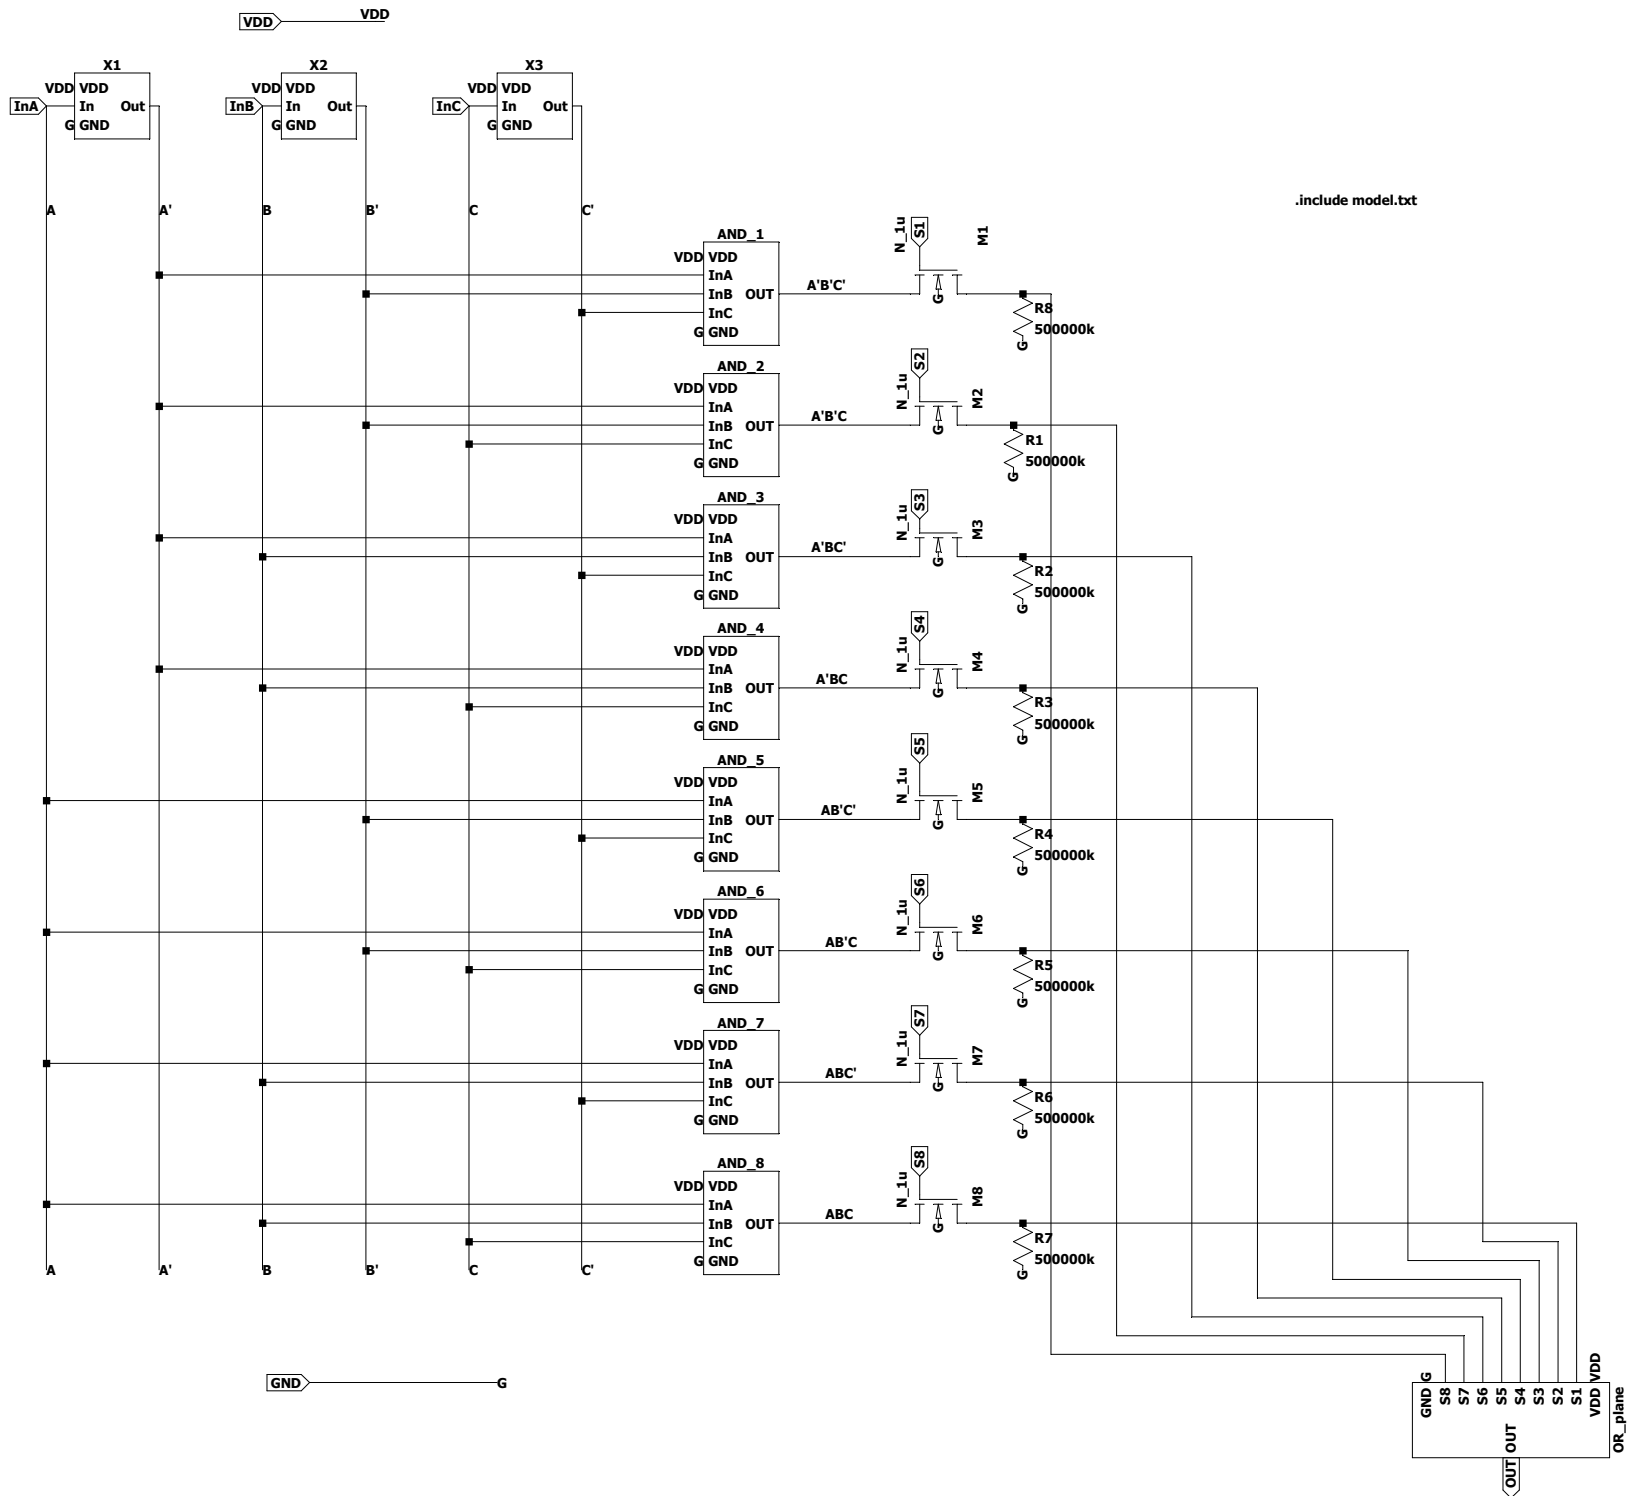 VDD VDD
X1 X2 X3
VDD VDD VDD VDD VDD VDD
InA In Out InB In Out InC In Out
G GND G GND G GND
A A' B B' C C'
.include model.txt
AND_1
VDD VDD
InA
InB OUT
InC
G GND
A'B'C'
N_1u
S1
M1
G
R8
500000k
G
AND_2
VDD VDD
InA
InB OUT
InC
G GND
A'B'C
N_1u
S2
M2
G
R1
500000k
G
AND_3
VDD VDD
InA
InB OUT
InC
G GND
A'BC'
N_1u
S3
M3
G
R2
500000k
G
AND_4
VDD VDD
InA
InB OUT
InC
G GND
A'BC
N_1u
S4
M4
G
R3
500000k
G
AND_5
VDD VDD
InA
InB OUT
InC
G GND
AB'C'
N_1u
S5
M5
G
R4
500000k
G
AND_6
VDD VDD
InA
InB OUT
InC
G GND
AB'C
N_1u
S6
M6
G
R5
500000k
G
AND_7
VDD VDD
InA
InB OUT
InC
G GND
ABC'
N_1u
S7
M7
G
R6
500000k
G
AND_8
VDD VDD
InA
InB OUT
InC
G GND
ABC
N_1u
S8
M8
G
R7
500000k
G
A A' B B' C C'
GND G
GND G
S8
S7
S6
S5
S4
S3
S2
S1
VDD VDD
OUT OUT
OR_plane